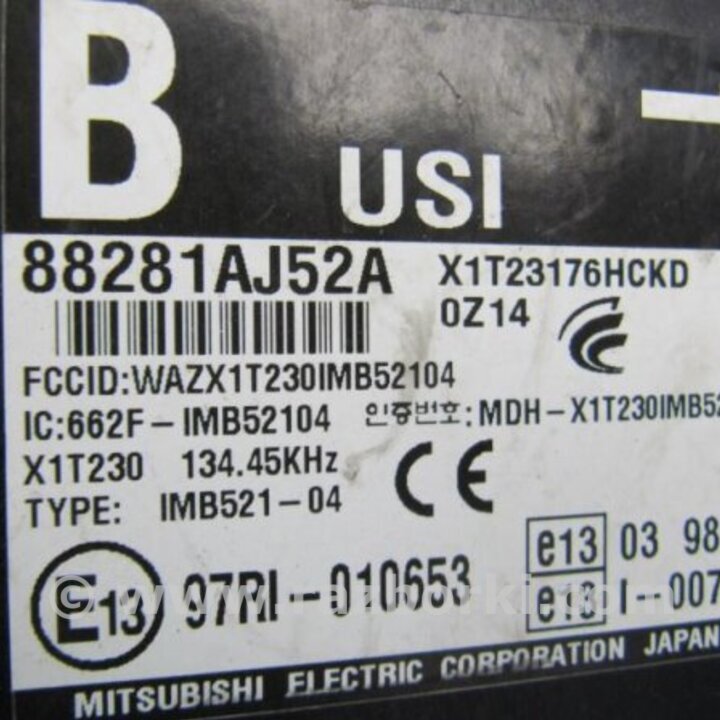 B
USI
88281AJ52A X1T23176HCKD
0Z14
FCCID:WAZX1T230IMB52104
IC:662F-IMB52104 인증번호:MDH-X1T230IMB52
X1T230 134.45KHz
TYPE: IMB521-04 CE
E13 97RI-010653
e13 03 98
e13 I-007
MITSUBISHI ELECTRIC CORPORATION JAPAN